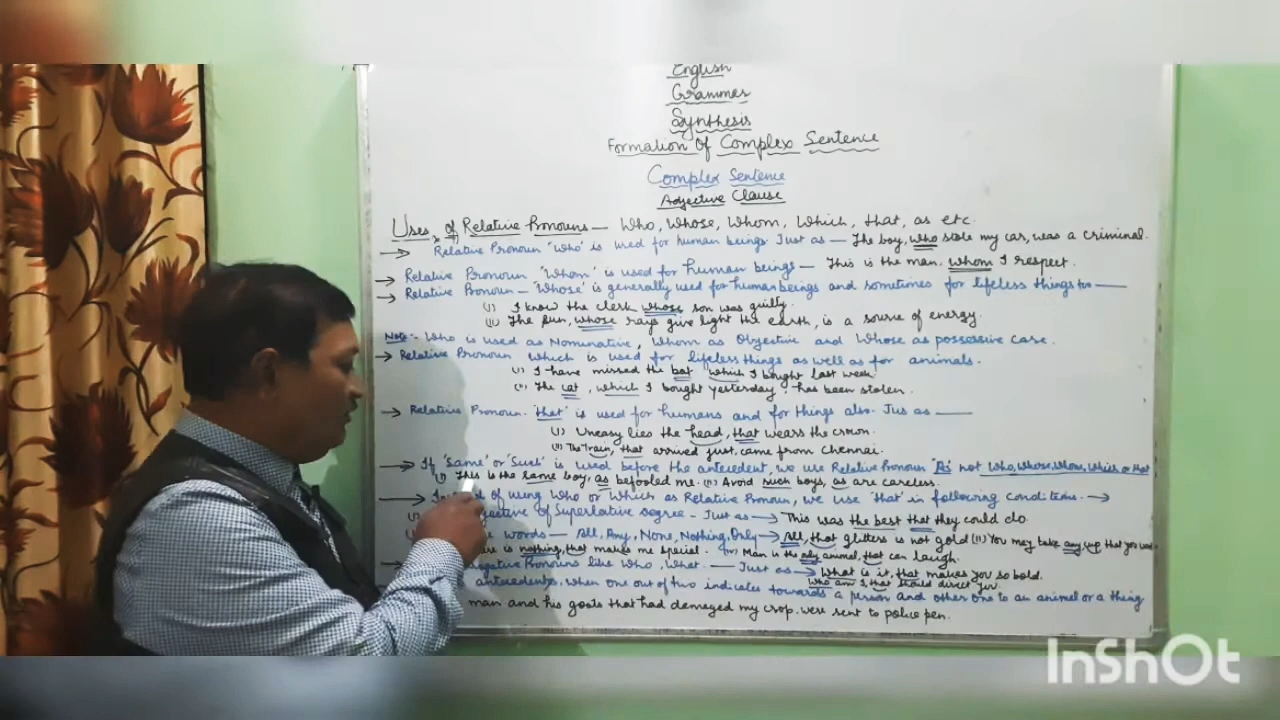 English
Grammer
Synthesis
Formation Of Complex Sentence
Complex Sentence
Adjective Clause
Uses of Relative Pronouns — Who, Whose, Whom, Which, that, as etc.
→ Relative Pronoun 'Who' is used for human beings. Just as — The boy, who stole my car, was a criminal.
→ Relative Pronoun 'Whom' is used for human beings — This is the man, whom I respect.
→ Relative Pronoun — 'Whose' is generally used for human beings and sometimes for lifeless things too —
(i) I know the clerk whose son was guilty.
(ii) The sun, whose rays give light the earth, is a source of energy.
Note:- Who is used as Nominative, Whom as Objective and Whose as possessive case.
→ Relative Pronoun Which is used for lifeless things as well as for animals.
(i) I have missed the bat which I bought last week.
(ii) The cat, which I bought yesterday, has been stolen.
→ Relative Pronoun 'that' is used for humans and for things also. Jus as —
(i) Uneasy lies the head, that wears the crown.
(ii) The Train, that arrived just, came from Chennai.
→ If 'Same' or 'Such' is used before the antecedent, we use Relative Pronoun 'As' not Who, Whose, Whom, Which or that
(i) This is the same boy, as befooled me. (ii) Avoid such boys, as are careless.
→ of using Who or Which as Relative Pronoun, we use 'that' in following conditions. →
of Superlative degree - Just as → This was the best that they could do.
words — All, Any, None, Nothing, Only → All, that glitters is not gold (ii) You may take any cup that you
is nothing, that makes me special. (iv) Man is the only animal, that can laugh.
→ Pronouns like Who, What. — Just as → What is it, that makes you so bold.
Who am I, that should direct you
antecedents, when one out of two indicates towards a person and other one to an animal or a thing
man and his goats that had damaged my crop, were sent to police pen.
InShOt